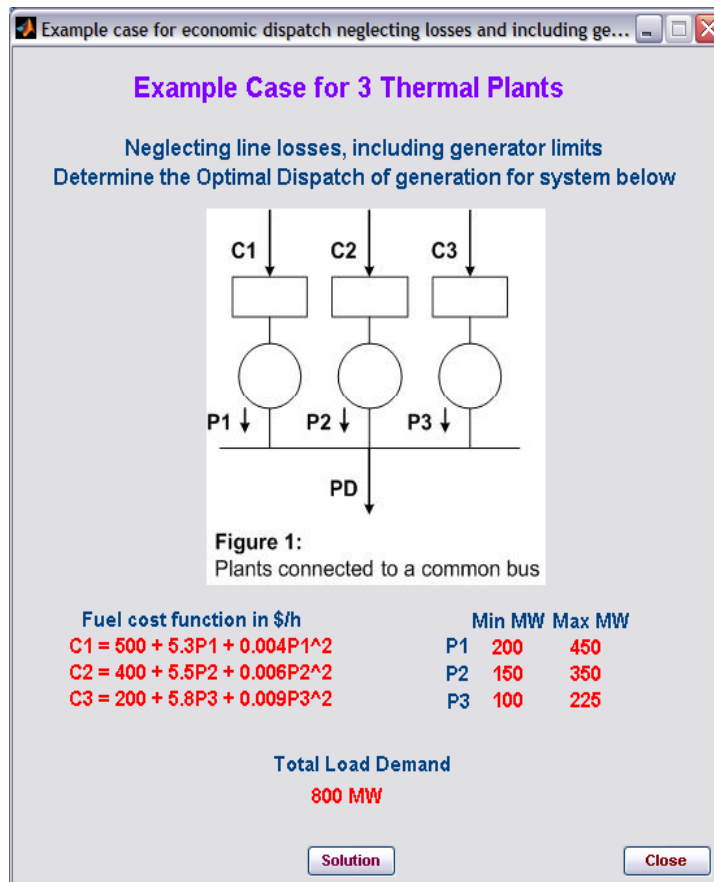 Example case for economic dispatch neglecting losses and including ge...
Example Case for 3 Thermal Plants
Neglecting line losses, including generator limits
Determine the Optimal Dispatch of generation for system below
C1 C2 C3
P1 P2 P3
PD
Figure 1:
Plants connected to a common bus
Fuel cost function in $/h
C1 = 500 + 5.3P1 + 0.004P1^2
C2 = 400 + 5.5P2 + 0.006P2^2
C3 = 200 + 5.8P3 + 0.009P3^2
Min MW Max MW
P1 200 450
P2 150 350
P3 100 225
Total Load Demand
800 MW
Solution
Close